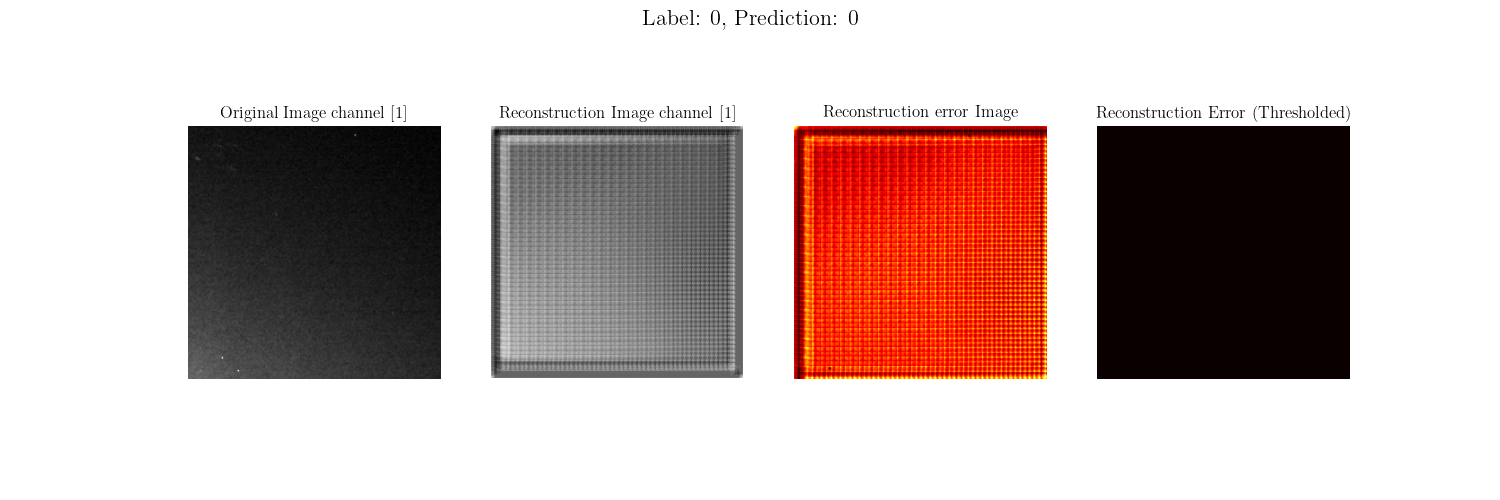 Label: 0, Prediction: 0
Original Image channel [1]
Reconstruction Image channel [1]
Reconstruction error Image
Reconstruction Error (Thresholded)